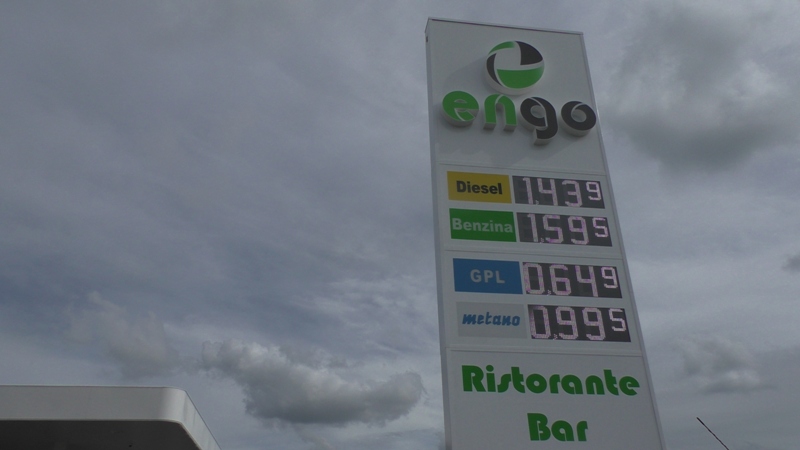 engo
Diesel 1,439
Benzina 1,595
GPL 0,649
metano 0,995
Ristorante
Bar